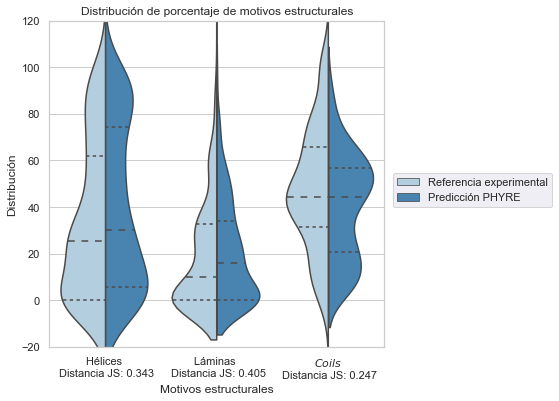 Distribución de porcentaje de motivos estructurales
120
100
80
60
40
20
0
−20
Distribución
Hélices
Distancia JS: 0.343
Láminas
Distancia JS: 0.405
Coils
Distancia JS: 0.247
Motivos estructurales
Referencia experimental
Predicción PHYRE